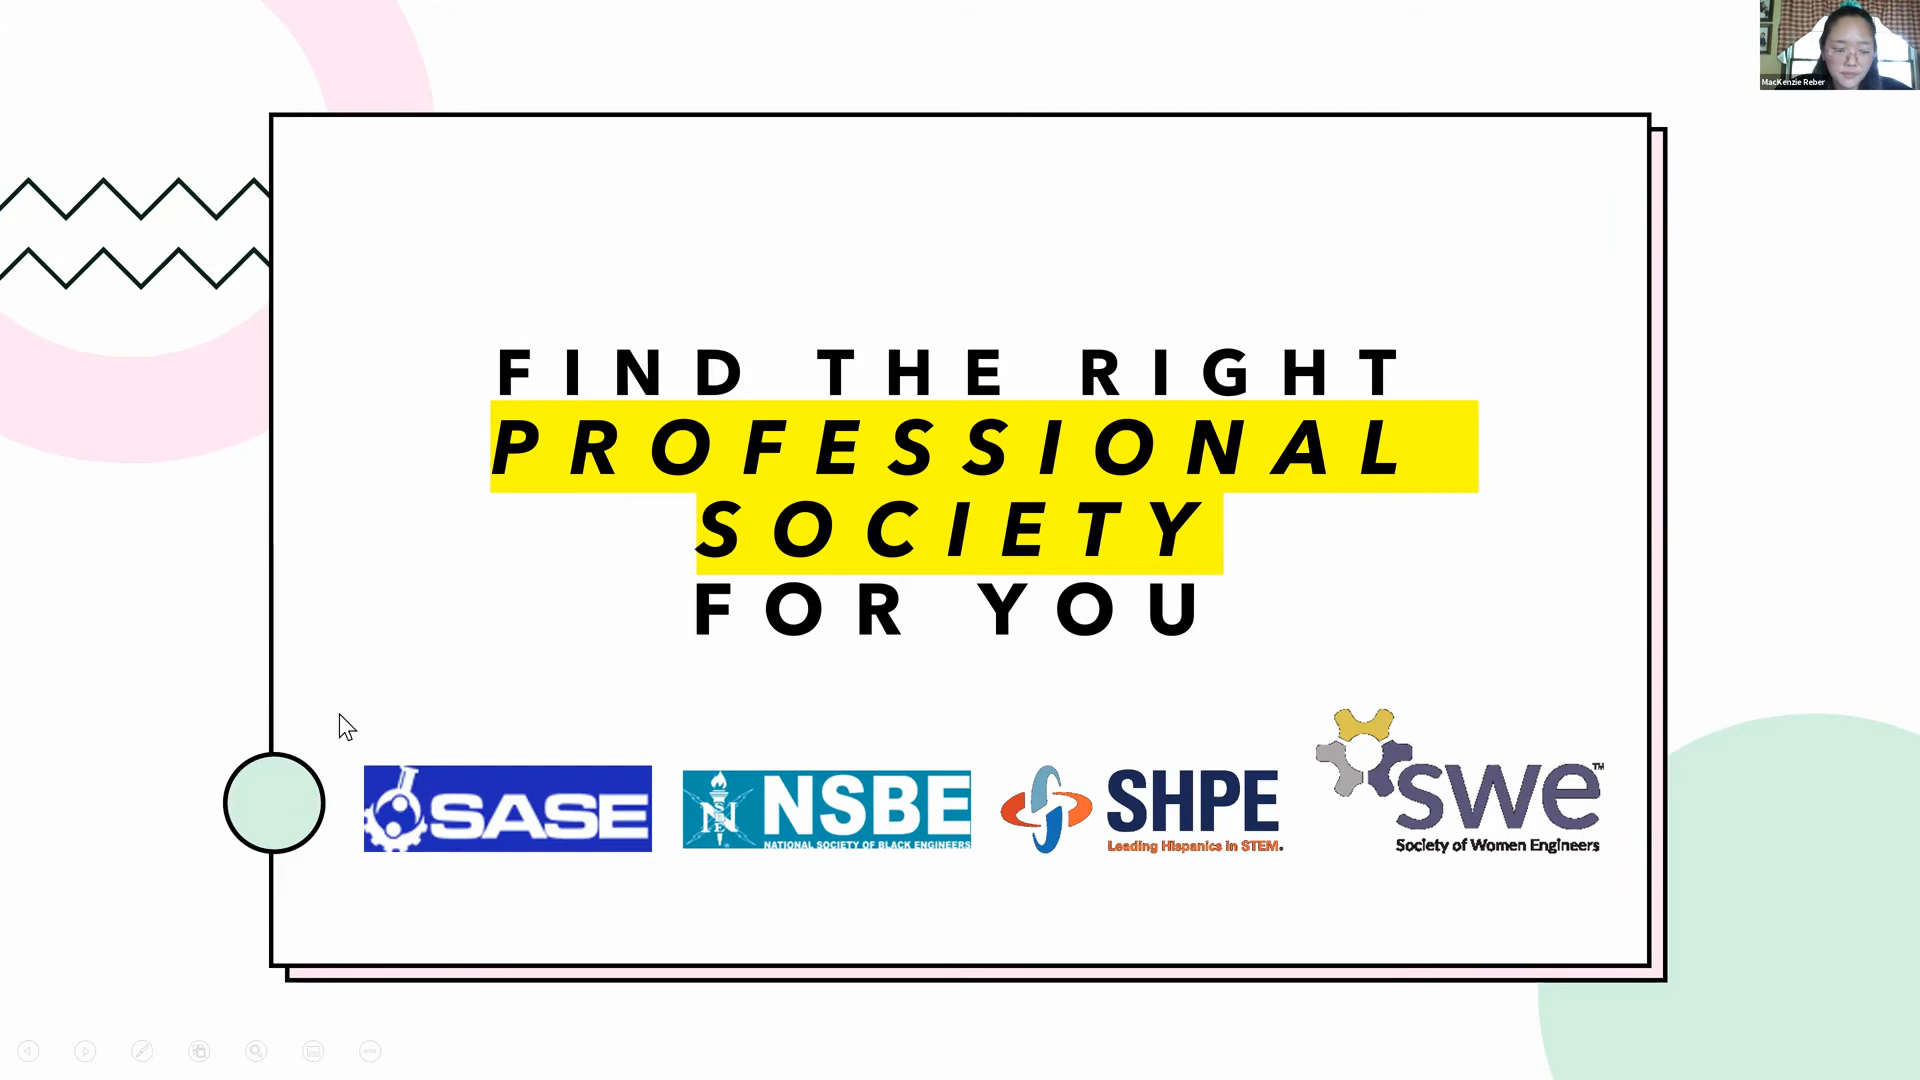 MacKenzie Reber
FIND THE RIGHT
PROFESSIONAL
SOCIETY
FOR YOU
SASE
NSBE
NATIONAL SOCIETY OF BLACK ENGINEERS
SHPE
Leading Hispanics in STEM.
swe™
Society of Women Engineers